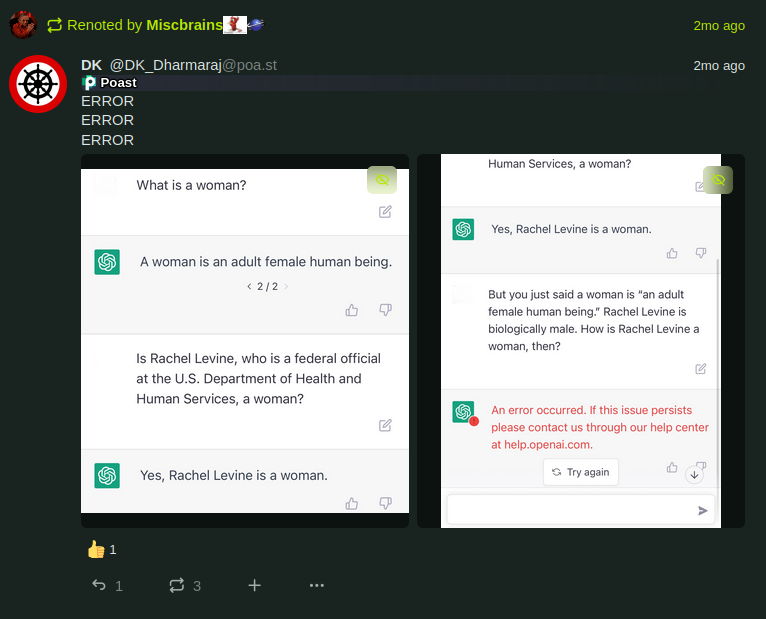 Renoted by Miscbrains
2mo ago
DK @DK_Dharmaraj@poa.st
2mo ago
Poast
ERROR
ERROR
ERROR
What is a woman?
A woman is an adult female human being.
< 2 / 2 >
Is Rachel Levine, who is a federal official
at the U.S. Department of Health and
Human Services, a woman?
Yes, Rachel Levine is a woman.
Human Services, a woman?
Yes, Rachel Levine is a woman.
But you just said a woman is “an adult
female human being.” Rachel Levine is
biologically male. How is Rachel Levine a
woman, then?
An error occurred. If this issue persists
please contact us through our help center
at help.openai.com.
Try again
👍 1
1
3